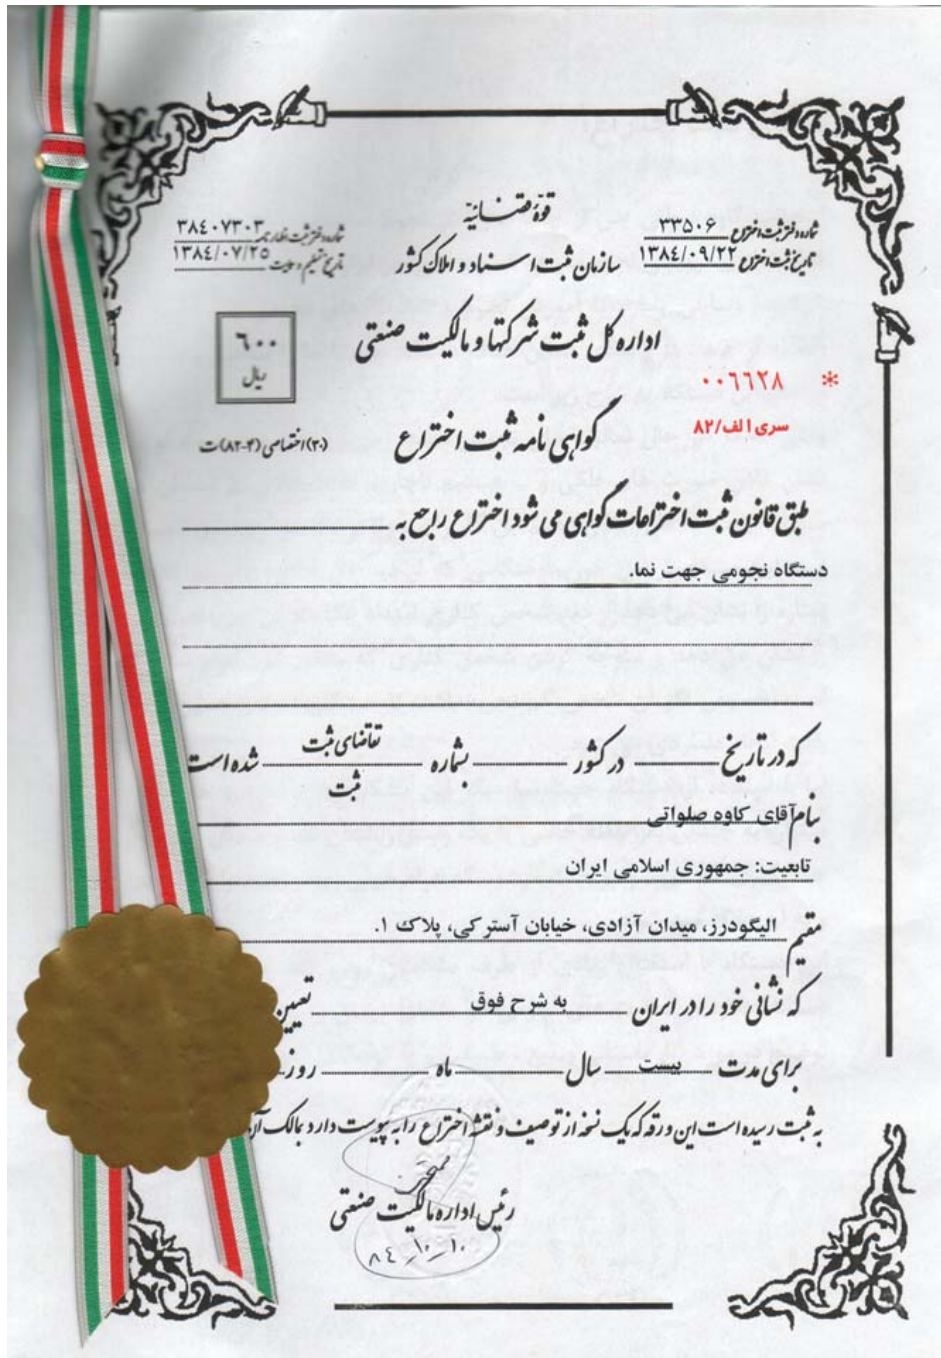 قوهٔ قضائیه
شماره دفتر ثبت اختراع ۳۳۵۰۶
شماره دفتر ثبت اظهارنامه ۳۸۴۰۷۳۰۳
سازمان ثبت اسناد و املاک کشور
تاریخ ثبت اختراع ۱۳۸۴/۰۹/۲۲
تاریخ تسلیم ۱۳۸۴/۰۷/۲۵
اداره کل ثبت شرکتها و مالکیت صنعتی
۶۰۰
ریال
* ۰۰۶۶۲۸
سری الف/۸۲
گواهی نامه ثبت اختراع
(۳۰) اختصاصی (۴-۸۲)ت
طبق قانون ثبت اختراعات گواهی می شود اختراع راجع به
دستگاه نجومی جهت نما.
که در تاریخ در کشور بشماره تقاضای ثبت شده است
ثبت
بنام آقای کاوه صلواتی
تابعیت: جمهوری اسلامی ایران
مقیم الیگودرز، میدان آزادی، خیابان آسترکی، پلاک ۱.
که نشانی خود را در ایران به شرح فوق تعیین
برای مدت بیست سال ماه روز
به ثبت رسیده است این ورقه که یک نسخه از توصیف و نقشه اختراع را به پیوست دارد بمالک
رئیس اداره مالکیت صنعتی
۸۴/۱۰/۱۰